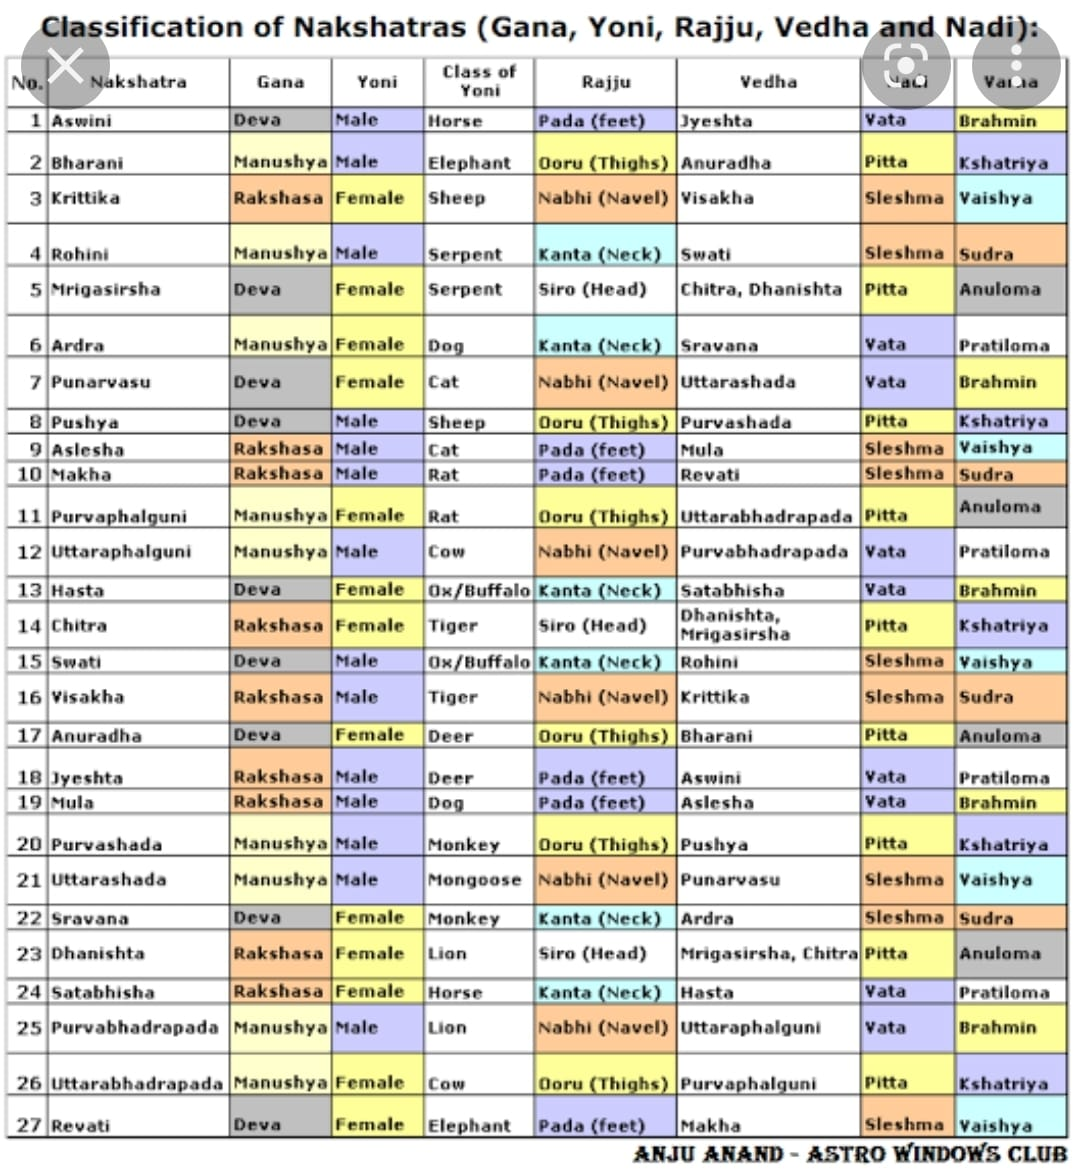 Classification of Nakshatras (Gana, Yoni, Rajju, Vedha and Nadi):
No. Nakshatra Gana Yoni Class of Yoni Rajju Vedha Nadi Varna
1 Aswini Deva Male Horse Pada (feet) Jyeshta Vata Brahmin
2 Bharani Manushya Male Elephant Ooru (Thighs) Anuradha Pitta Kshatriya
3 Krittika Rakshasa Female Sheep Nabhi (Navel) Visakha Sleshma Vaishya
4 Rohini Manushya Male Serpent Kanta (Neck) Swati Sleshma Sudra
5 Mrigasirsha Deva Female Serpent Siro (Head) Chitra, Dhanishta Pitta Anuloma
6 Ardra Manushya Female Dog Kanta (Neck) Sravana Vata Pratiloma
7 Punarvasu Deva Female Cat Nabhi (Navel) Uttarashada Vata Brahmin
8 Pushya Deva Male Sheep Ooru (Thighs) Purvashada Pitta Kshatriya
9 Aslesha Rakshasa Male Cat Pada (feet) Mula Sleshma Vaishya
10 Makha Rakshasa Male Rat Pada (feet) Revati Sleshma Sudra
11 Purvaphalguni Manushya Female Rat Ooru (Thighs) Uttarabhadrapada Pitta Anuloma
12 Uttaraphalguni Manushya Male Cow Nabhi (Navel) Purvabhadrapada Vata Pratiloma
13 Hasta Deva Female Ox/Buffalo Kanta (Neck) Satabhisha Vata Brahmin
14 Chitra Rakshasa Female Tiger Siro (Head) Dhanishta, Mrigasirsha Pitta Kshatriya
15 Swati Deva Male Ox/Buffalo Kanta (Neck) Rohini Sleshma Vaishya
16 Visakha Rakshasa Male Tiger Nabhi (Navel) Krittika Sleshma Sudra
17 Anuradha Deva Female Deer Ooru (Thighs) Bharani Pitta Anuloma
18 Jyeshta Rakshasa Male Deer Pada (feet) Aswini Vata Pratiloma
19 Mula Rakshasa Male Dog Pada (feet) Aslesha Vata Brahmin
20 Purvashada Manushya Male Monkey Ooru (Thighs) Pushya Pitta Kshatriya
21 Uttarashada Manushya Male Mongoose Nabhi (Navel) Punarvasu Sleshma Vaishya
22 Sravana Deva Female Monkey Kanta (Neck) Ardra Sleshma Sudra
23 Dhanishta Rakshasa Female Lion Siro (Head) Mrigasirsha, Chitra Pitta Anuloma
24 Satabhisha Rakshasa Female Horse Kanta (Neck) Hasta Vata Pratiloma
25 Purvabhadrapada Manushya Male Lion Nabhi (Navel) Uttaraphalguni Vata Brahmin
26 Uttarabhadrapada Manushya Female Cow Ooru (Thighs) Purvaphalguni Pitta Kshatriya
27 Revati Deva Female Elephant Pada (feet) Makha Sleshma Vaishya
ANJU ANAND - ASTRO WINDOWS CLUB